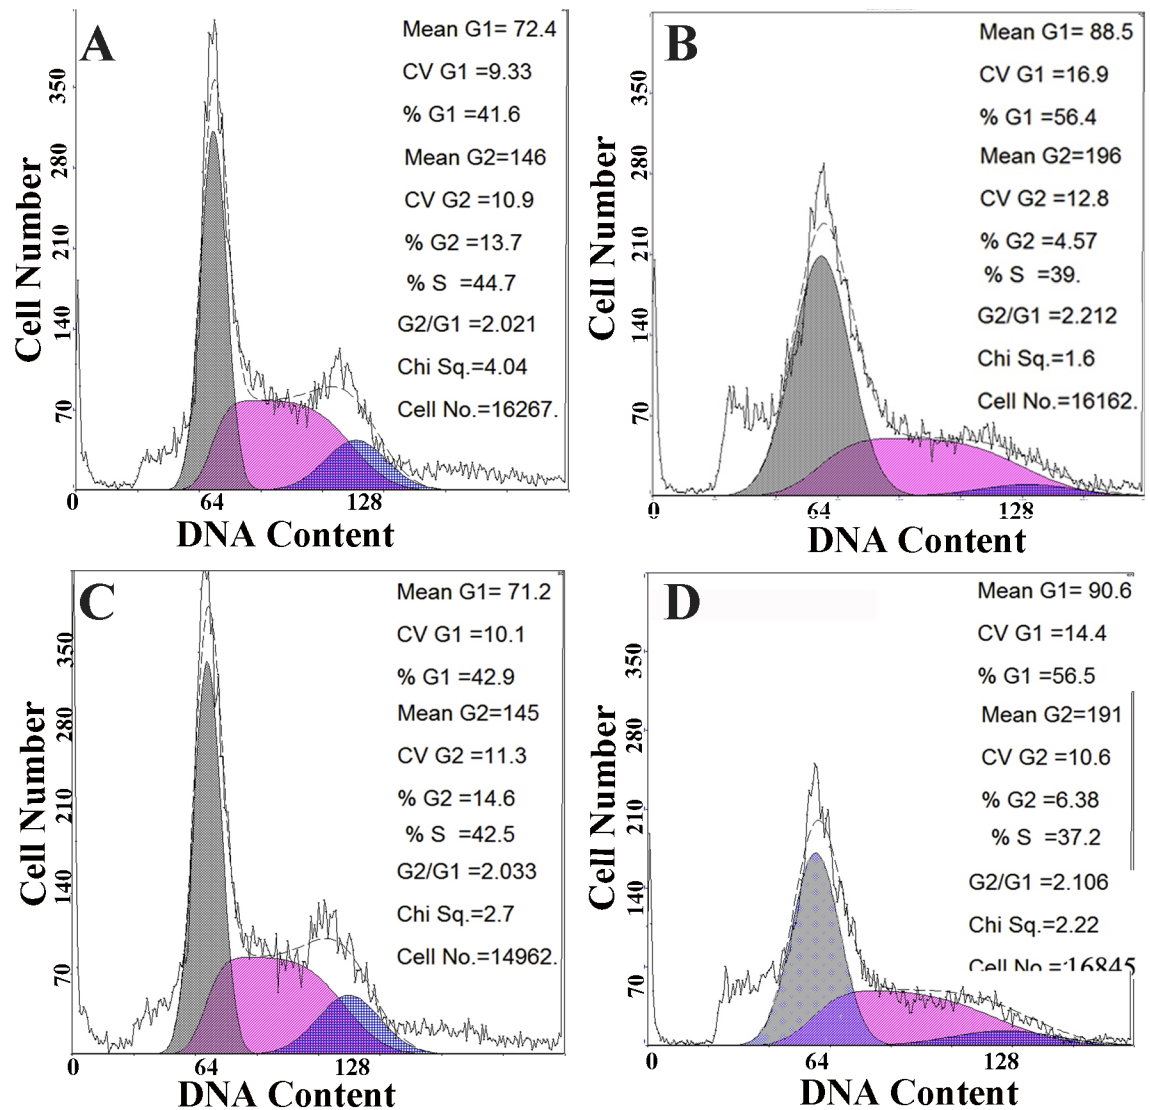 A
Mean G1= 72.4
CV G1 =9.33
% G1 =41.6
Mean G2=146
CV G2 =10.9
% G2 =13.7
% S =44.7
G2/G1 =2.021
Chi Sq.=4.04
Cell No.=16267.
Cell Number
350
280
210
140
70
0
64
128
DNA Content
B
Mean G1= 88.5
CV G1 =16.9
% G1 =56.4
Mean G2=196
CV G2 =12.8
% G2 =4.57
% S =39.
G2/G1 =2.212
Chi Sq.=1.6
Cell No.=16162.
Cell Number
350
280
210
140
70
0
64
128
DNA Content
C
Mean G1= 71.2
CV G1 =10.1
% G1 =42.9
Mean G2=145
CV G2 =11.3
% G2 =14.6
% S =42.5
G2/G1 =2.033
Chi Sq.=2.7
Cell No.=14962.
Cell Number
350
280
210
140
70
0
64
128
DNA Content
D
Mean G1= 90.6
CV G1 =14.4
% G1 =56.5
Mean G2=191
CV G2 =10.6
% G2 =6.38
% S =37.2
G2/G1 =2.106
Chi Sq.=2.22
Cell No.=16845
Cell Number
350
280
210
140
70
0
64
128
DNA Content